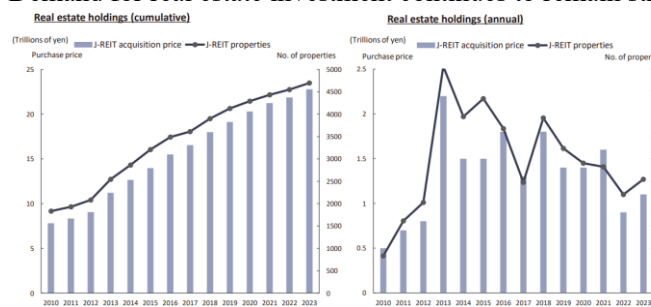 Real estate holdings (cumulative)
(Trillions of yen)
Purchase price
J-REIT acquisition price
J-REIT properties
No. of properties
25
20
15
10
5
0
5000
4500
4000
3500
3000
2500
2000
1500
1000
500
0
2010 2011 2012 2013 2014 2015 2016 2017 2018 2019 2020 2021 2022 2023
Real estate holdings (annual)
(Trillions of yen)
Purchase price
J-REIT acquisition price
J-REIT properties
No. of propert
2.5
2
1.5
1
0.5
0
2010 2011 2012 2013 2014 2015 2016 2017 2018 2019 2020 2021 2022 2023